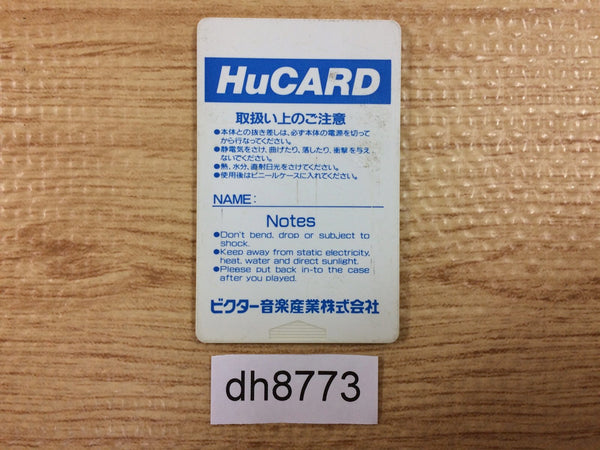 HuCARD
取扱い上のご注意
●本体との抜き差しは、必ず本体の電源を切って
から行なってください。
●静電気をさけ、曲げたり、落したり、衝撃を与え
ないでください。
●熱、水分、直射日光をさけてください。
●使用後はビニールケースに入れてください。
NAME:
Notes
●Don't bend, drop or subject to
shock.
●Keep away from static electricity,
heat, water and direct sunlight.
●Please put back in-to the case
after you played.
ビクター音楽産業株式会社
dh8773